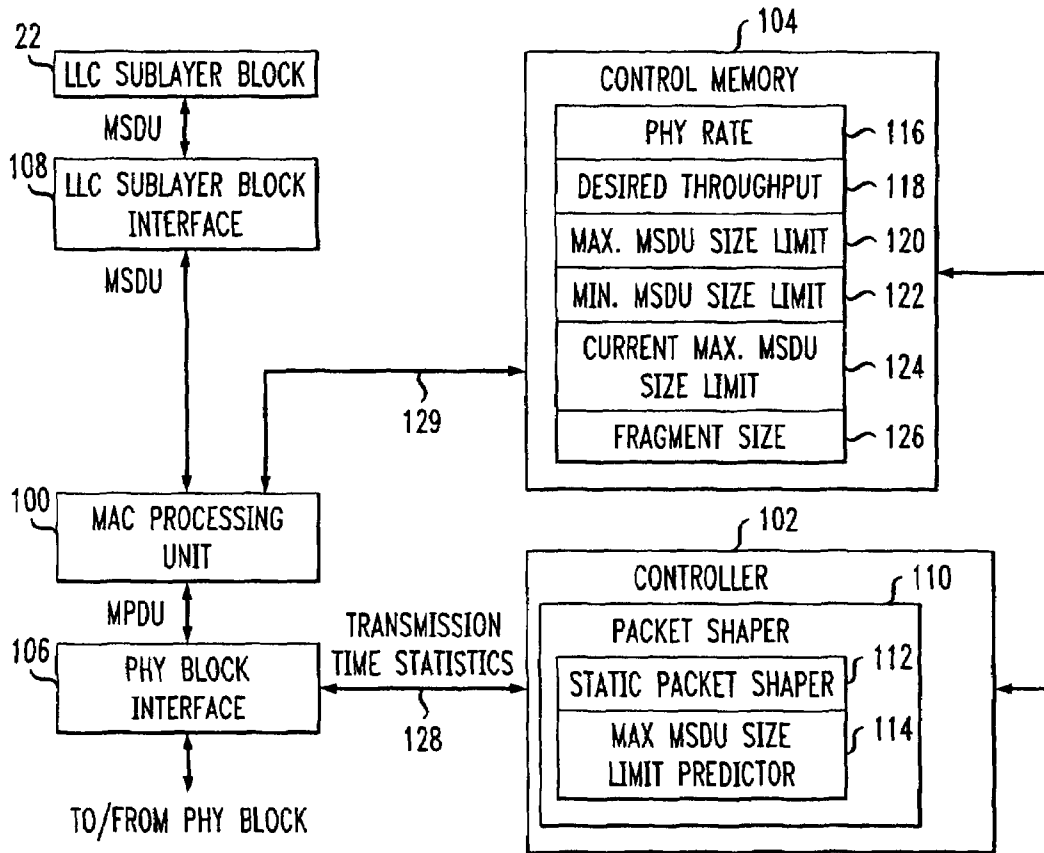 22
LLC SUBLAYER BLOCK
MSDU
108
LLC SUBLAYER BLOCK
INTERFACE
MSDU
129
100
MAC PROCESSING
UNIT
MPDU
106
PHY BLOCK
INTERFACE
TO/FROM PHY BLOCK
TRANSMISSION
TIME STATISTICS
128
104
CONTROL MEMORY
PHY RATE
116
DESIRED THROUGHPUT
118
MAX. MSDU SIZE LIMIT
120
MIN. MSDU SIZE LIMIT
122
CURRENT MAX. MSDU
SIZE LIMIT
124
FRAGMENT SIZE
126
102
CONTROLLER
110
PACKET SHAPER
112
STATIC PACKET SHAPER
MAX MSDU SIZE
LIMIT PREDICTOR
114